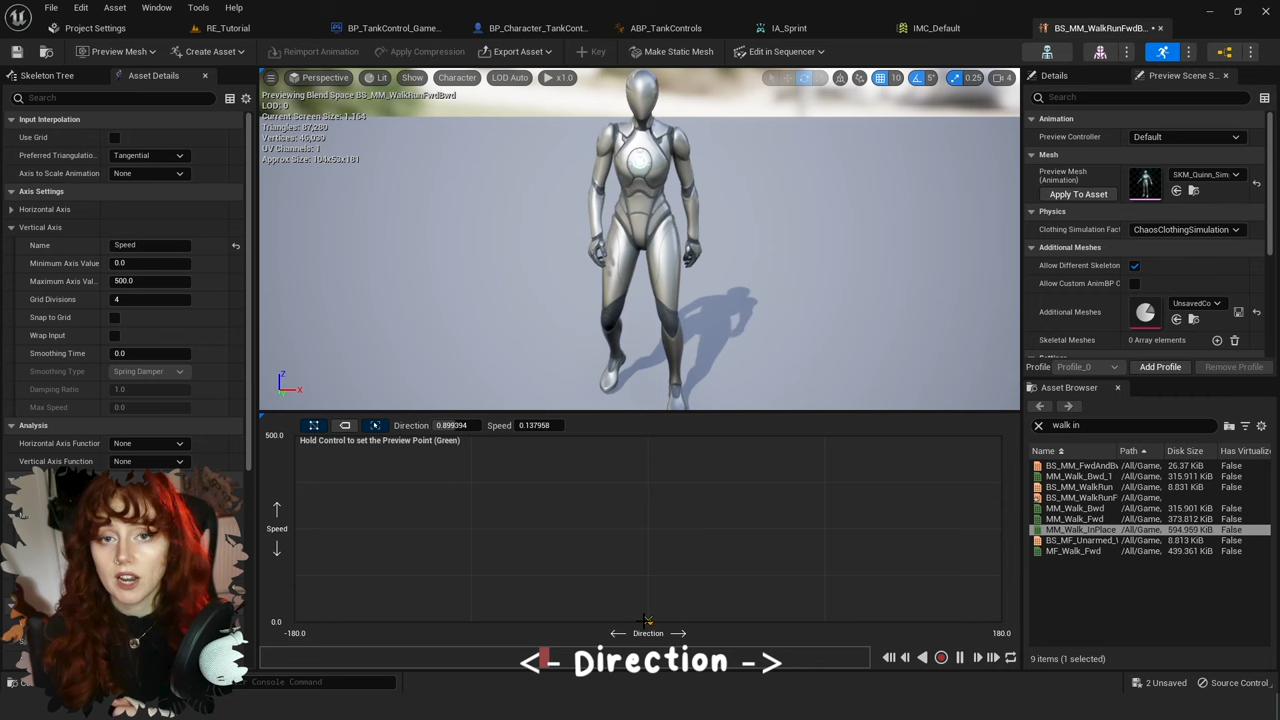 File Edit Asset Window Tools Help
Project Settings RE_Tutorial BP_TankControl_Game... BP_Character_TankCont... ABP_TankControls IA_Sprint IMC_Default BS_MM_WalkRunFwdB...
Preview Mesh Create Asset Reimport Animation Apply Compression Export Asset Key Make Static Mesh Edit in Sequencer
Skeleton Tree Asset Details
Search
Input Interpolation
Use Grid
Preferred Triangulatio... Tangential
Axis to Scale Animation None
Axis Settings
Horizontal Axis
Vertical Axis
Name Speed
Minimum Axis Value 0.0
Maximum Axis Val... 500.0
Grid Divisions 4
Snap to Grid
Wrap Input
Smoothing Time 0.0
Smoothing Type Spring Damper
Damping Ratio 1.0
Max Speed 0.0
Analysis
Horizontal Axis Function None
Vertical Axis Function None
Perspective Lit Show Character LOD Auto x1.0 10 5° 0.25 4
Previewing Blend Space BS_MM_WalkRunFwdBwd
LOD: 0
Current Screen Size: 1.164
Triangles: 87,280
Vertices: 46,039
UV Channels: 1
Approx Size: 104x53x181
Z
X
Direction 0.899394 Speed 0.137958
500.0
Hold Control to set the Preview Point (Green)
Speed
0.0
-180.0 Direction 180.0
<- Direction ->
Console Command
Details Preview Scene S...
Search
Animation
Preview Controller Default
Mesh
Preview Mesh
(Animation)
SKM_Quinn_Sim
Apply To Asset
Physics
Clothing Simulation Fact ChaosClothingSimulation
Additional Meshes
Allow Different Skeleton
Allow Custom AnimBP C
Additional Meshes UnsavedCo
Skeletal Meshes 0 Array elements
Profile Profile_0 Add Profile Remove Profile
Asset Browser
walk in
Name Path Disk Size Has Virtualiz
BS_MM_FwdAndBv /All/Game, 26.37 KiB False
MM_Walk_Bwd_1 /All/Game, 315.911 KiB False
BS_MM_WalkRun /All/Game, 8.831 KiB False
BS_MM_WalkRunF /All/Game, False
MM_Walk_Bwd /All/Game, 315.901 KiB False
MM_Walk_Fwd /All/Game, 373.812 KiB False
MM_Walk_InPlace /All/Game, 594.959 KiB False
BS_MF_Unarmed_ /All/Game, 8.813 KiB False
MF_Walk_Fwd /All/Game, 439.361 KiB False
9 items (1 selected)
2 Unsaved Source Control